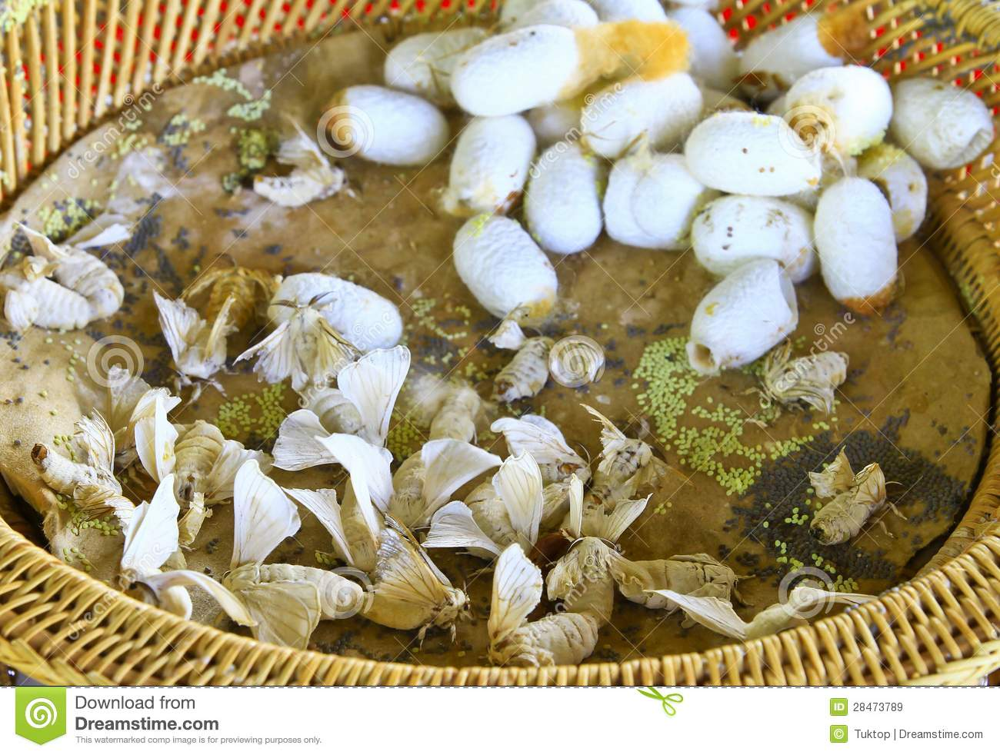 Download from
Dreamstime.com
This watermarked comp image is for previewing purposes only.
ID 28473789
© Tuktop | Dreamstime.com